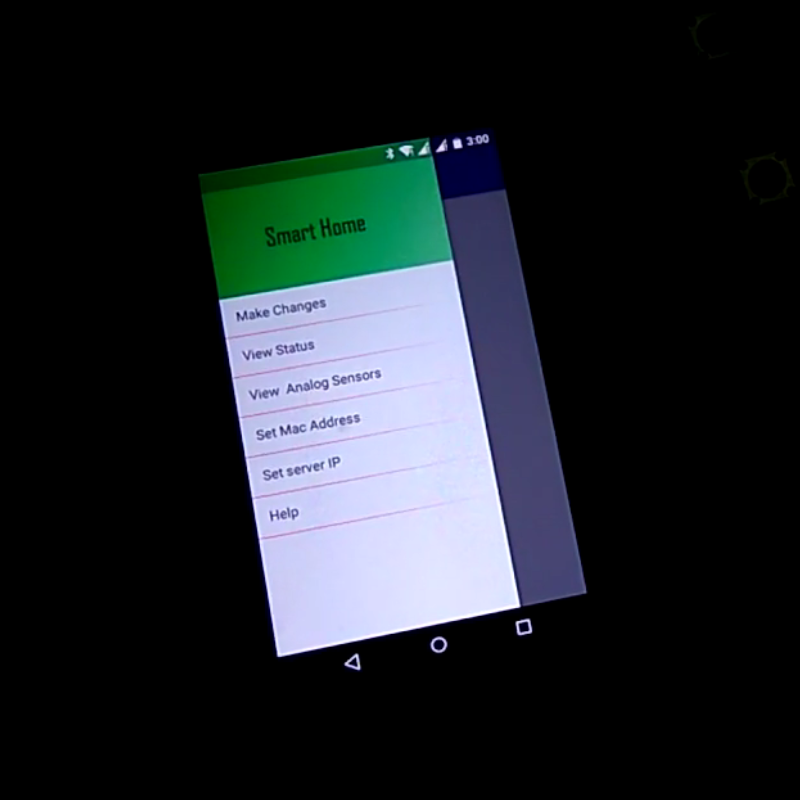 3:00
Smart Home
Make Changes
View Status
View Analog Sensors
Set Mac Address
Set server IP
Help